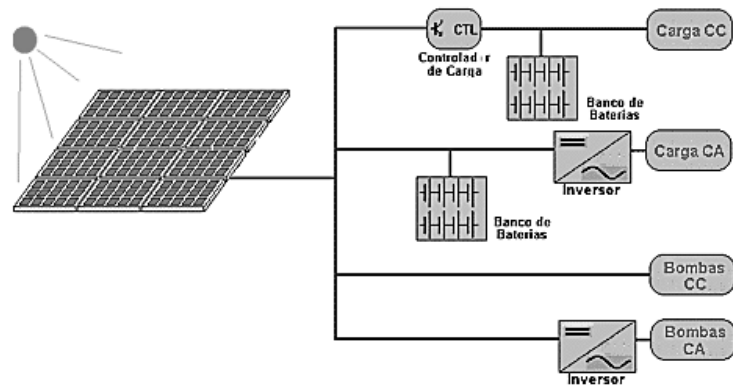 CTL
Controlador
de Carga
Carga CC
Banco de
Baterias
Carga CA
Inversor
Banco de
Baterias
Bombas
CC
Bombas
CA
Inversor